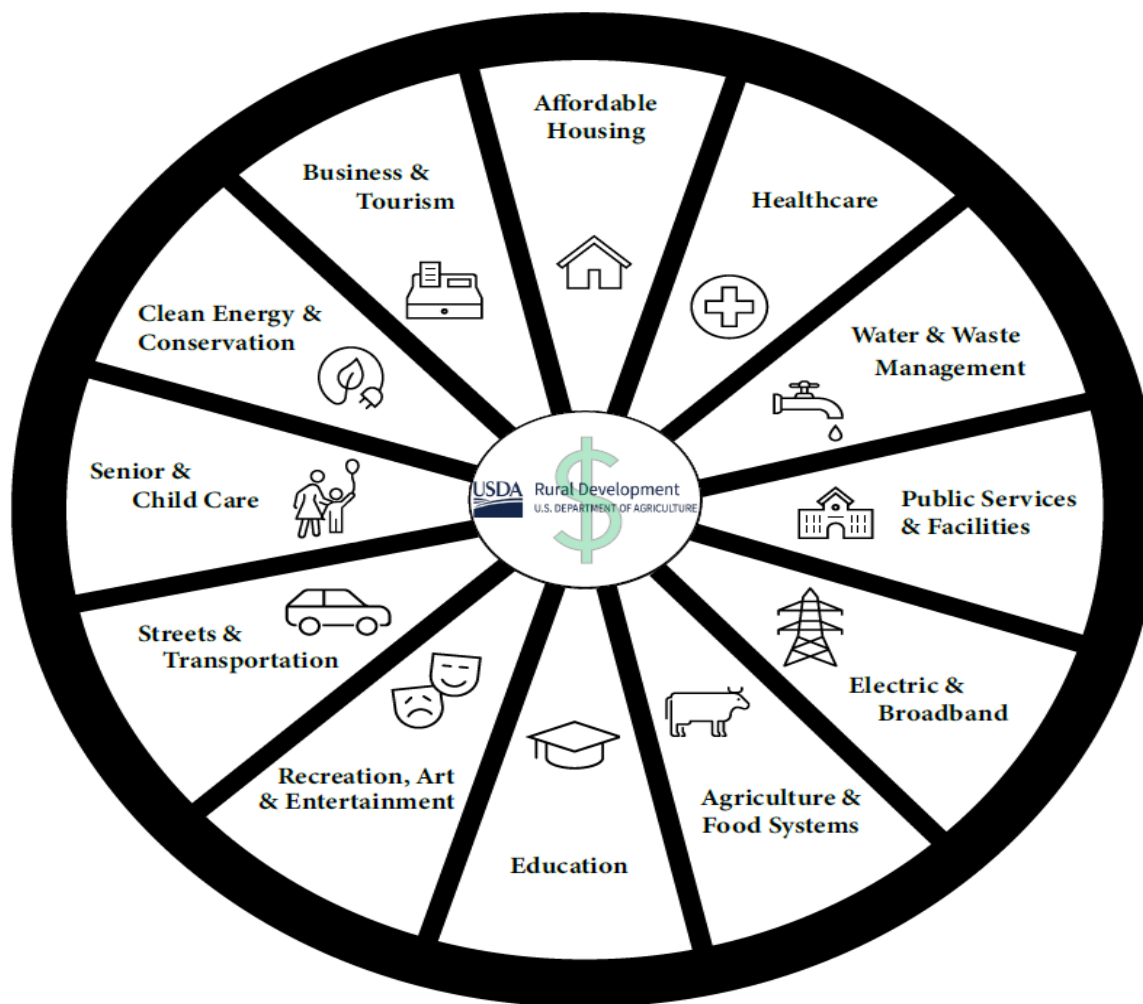 Affordable
Housing
Healthcare
Water & Waste
Management
Public Services
& Facilities
Electric &
Broadband
Agriculture &
Food Systems
Education
Recreation, Art
& Entertainment
Streets &
Transportation
Senior &
Child Care
Clean Energy &
Conservation
Business &
Tourism
$
USDA Rural Development
U.S. DEPARTMENT OF AGRICULTURE